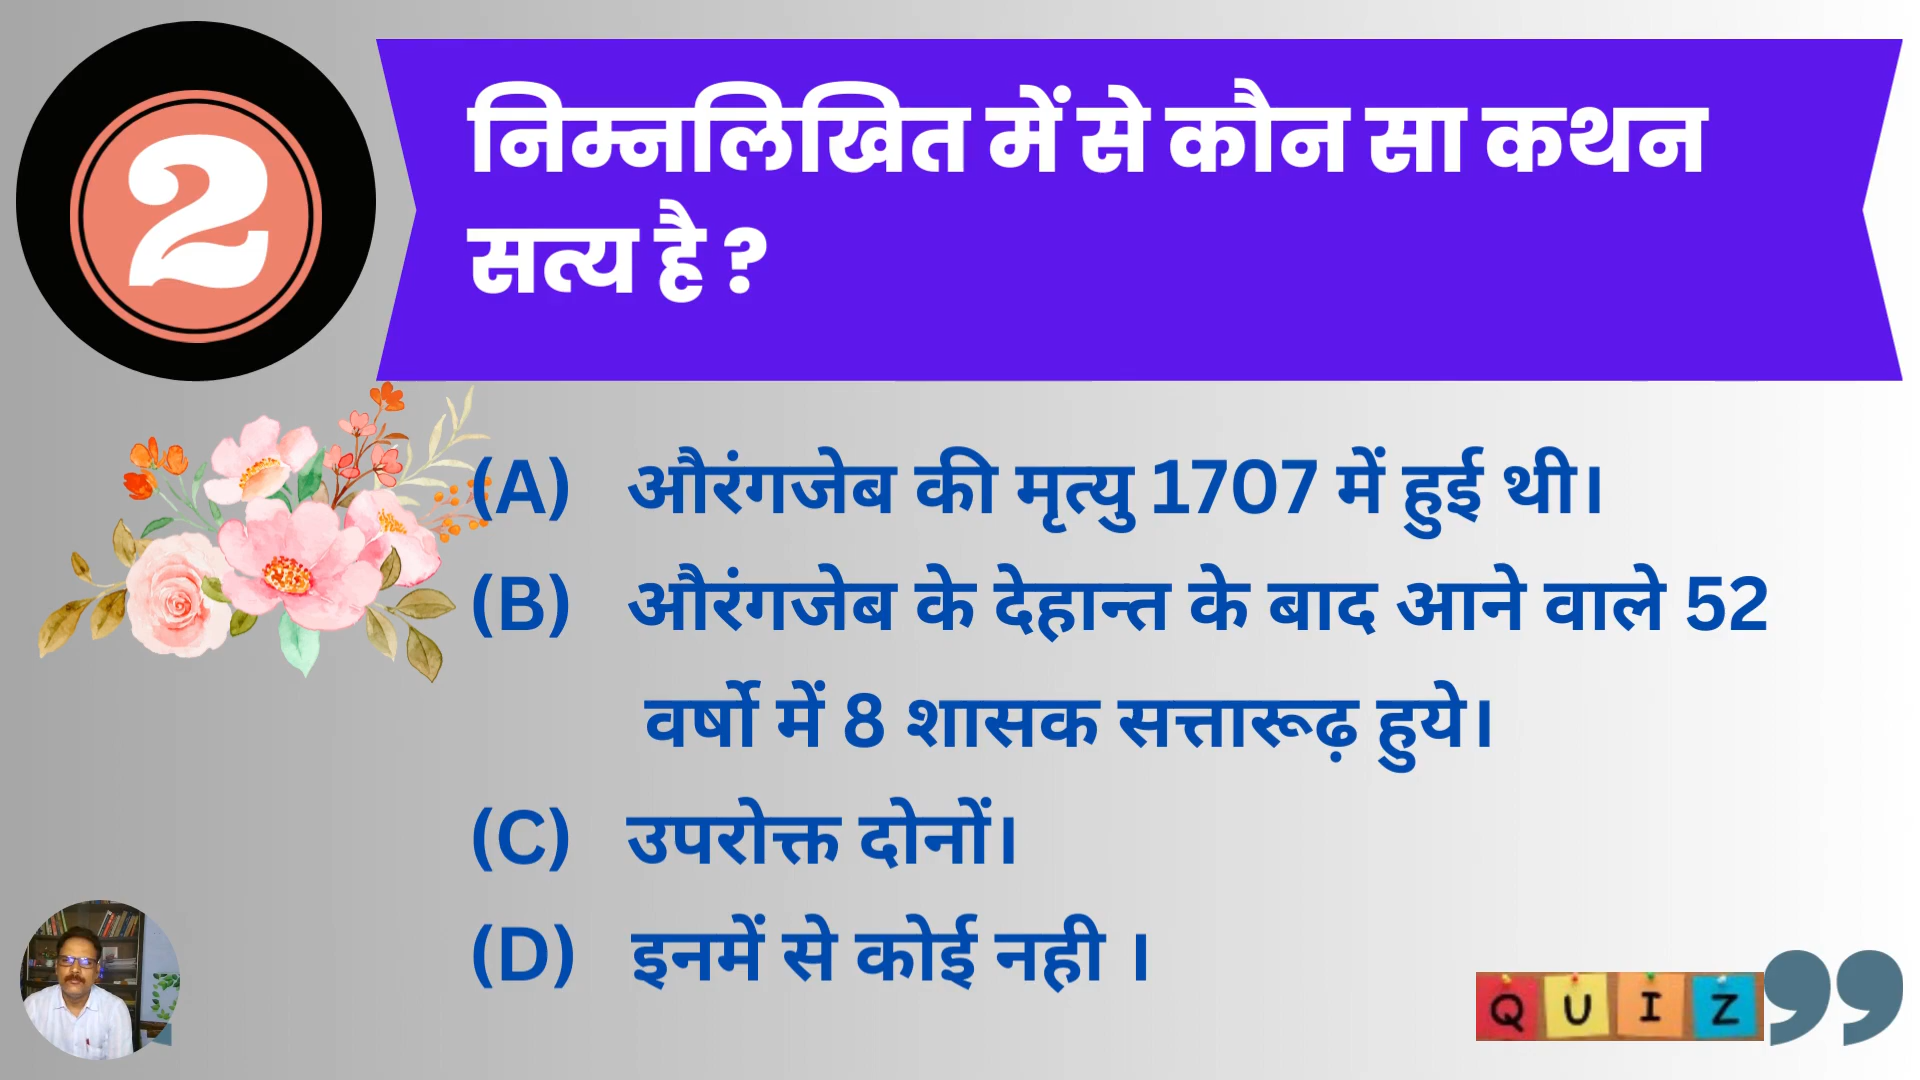 2
निम्नलिखित में से कौन सा कथन
सत्य है ?
(A) औरंगजेब की मृत्यु 1707 में हुई थी।
(B) औरंगजेब के देहान्त के बाद आने वाले 52
वर्षो में 8 शासक सत्तारूढ़ हुये।
(C) उपरोक्त दोनों।
(D) इनमें से कोई नही ।
QUIZ